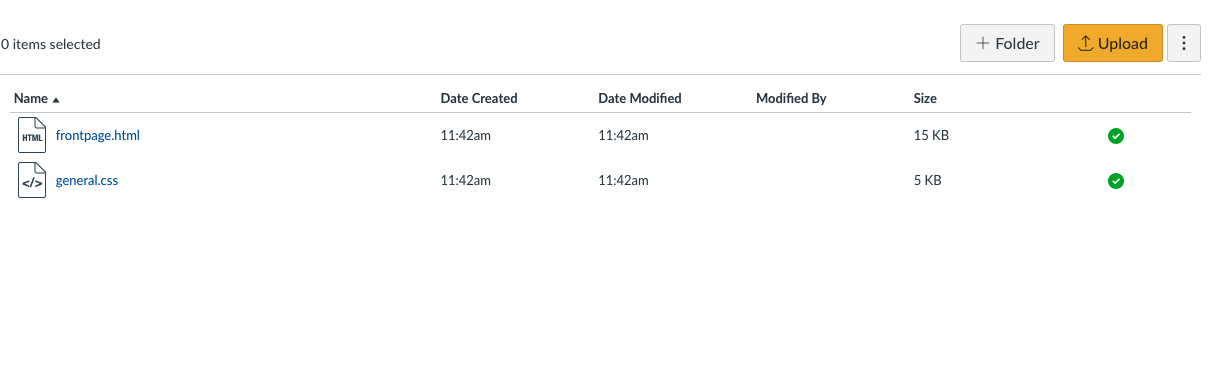 0 items selected
+ Folder
Upload
Name ▲ Date Created Date Modified Modified By Size
HTML frontpage.html 11:42am 11:42am 15 KB
</> general.css 11:42am 11:42am 5 KB